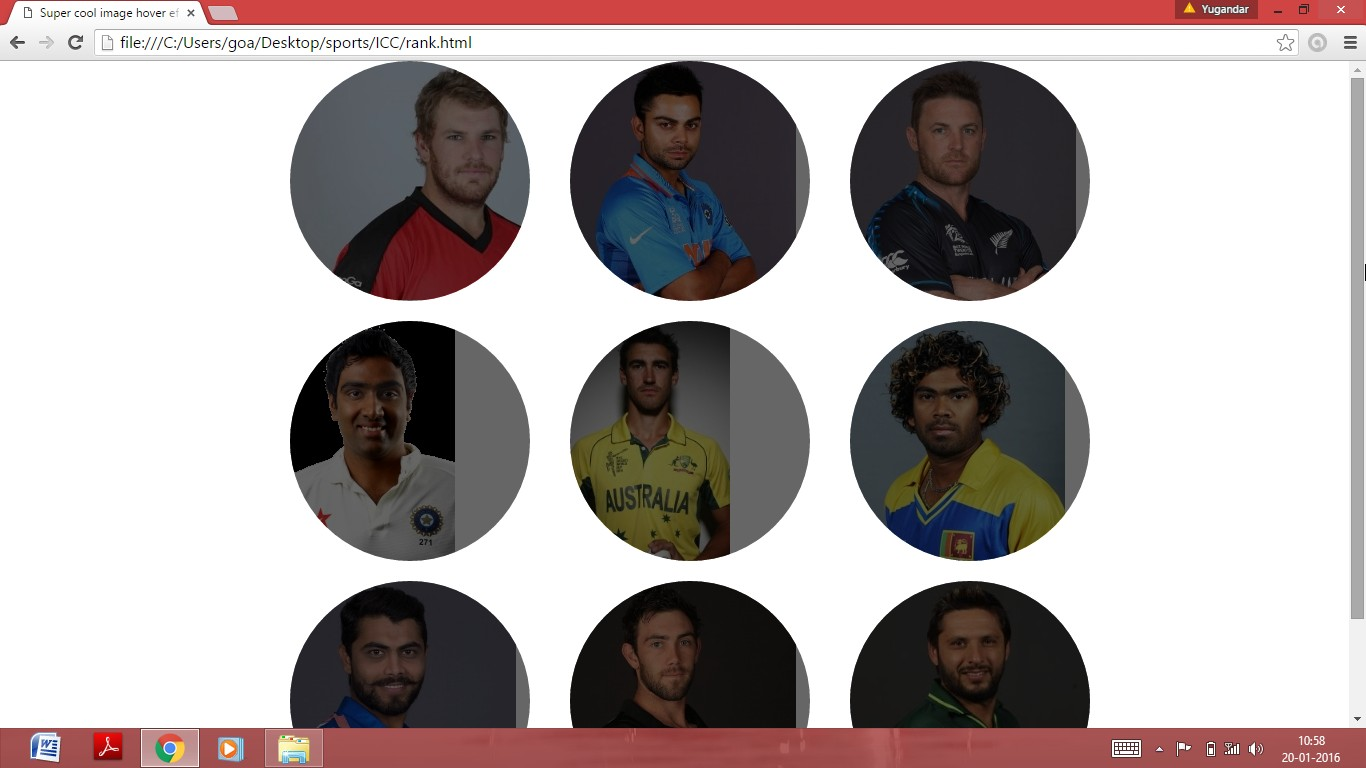 Super cool image hover ef
Yugandar
file:///C:/Users/goa/Desktop/sports/ICC/rank.html
271
AUSTRALIA
10:58
20-01-2016